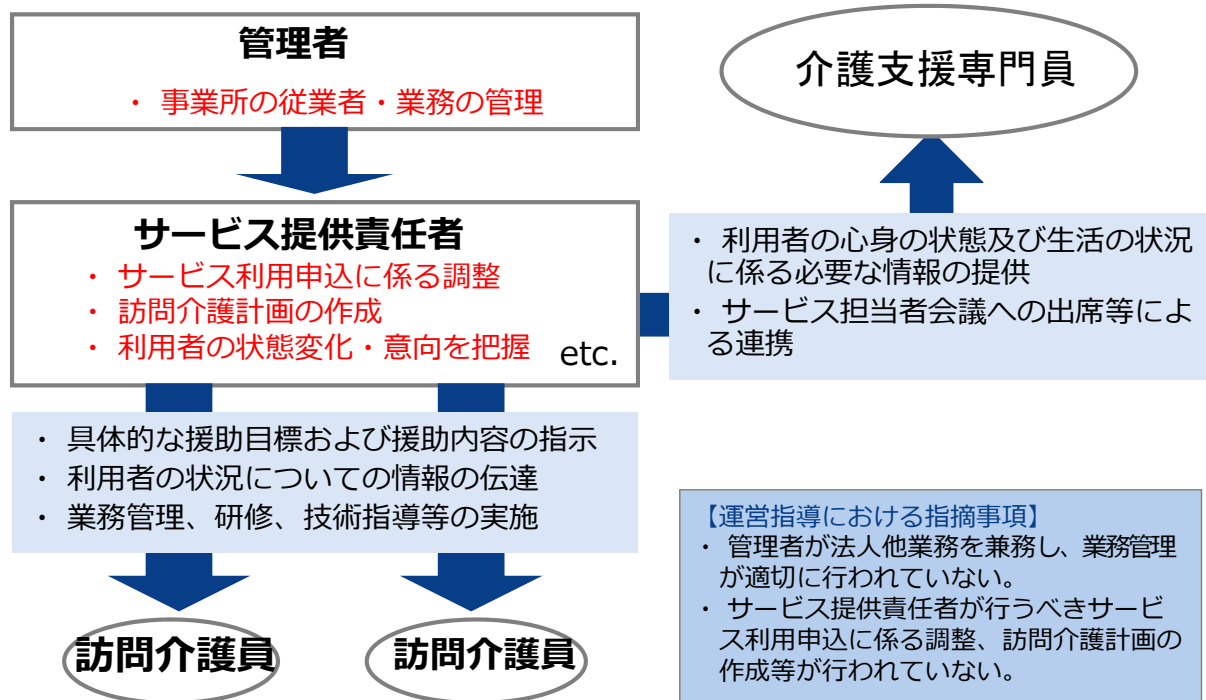 管理者
・ 事業所の従業者・業務の管理
介護支援専門員
サービス提供責任者
・ サービス利用申込に係る調整
・ 訪問介護計画の作成
・ 利用者の状態変化・意向を把握 etc.
・ 利用者の心身の状態及び生活の状況
に係る必要な情報の提供
・ サービス担当者会議への出席等によ
る連携
・ 具体的な援助目標および援助内容の指示
・ 利用者の状況についての情報の伝達
・ 業務管理、研修、技術指導等の実施
訪問介護員
訪問介護員
【運営指導における指摘事項】
・ 管理者が法人他業務を兼務し、業務管理
が適切に行われていない。
・ サービス提供責任者が行うべきサービ
ス利用申込に係る調整、訪問介護計画の
作成等が行われていない。